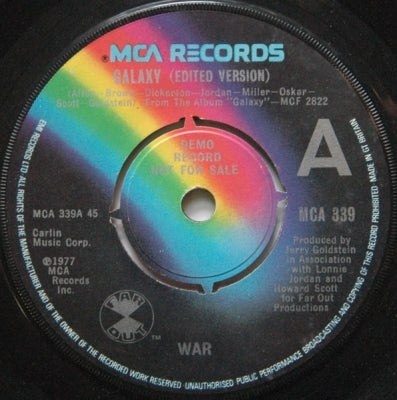 MCA RECORDS
GALAXY (EDITED VERSION)
(Allen-Brown-Dickerson-Jordan-Miller-Oskar-
Scott-Goldstein) From The Album "Galaxy"-MCF 2822
DEMO
RECORD
NOT FOR SALE
A
MCA 339A 45
MCA 339
Carlin
Music Corp.
℗1977
MCA
Records
Inc.
Produced by
Jerry Goldstein
in Association
with Lonnie
Jordan and
Howard Scott
for Far Out
Productions
FAR
OUT
TM
WAR
EMI RECORDS LTD ALL RIGHTS OF THE MANUFACTURER AND OF THE OWNER OF THE RECORDED WORK RESERVED UNAUTHORISED PUBLIC PERFORMANCE BROADCASTING AND COPYING OF THIS RECORD PROHIBITED MADE IN GT BRITAIN